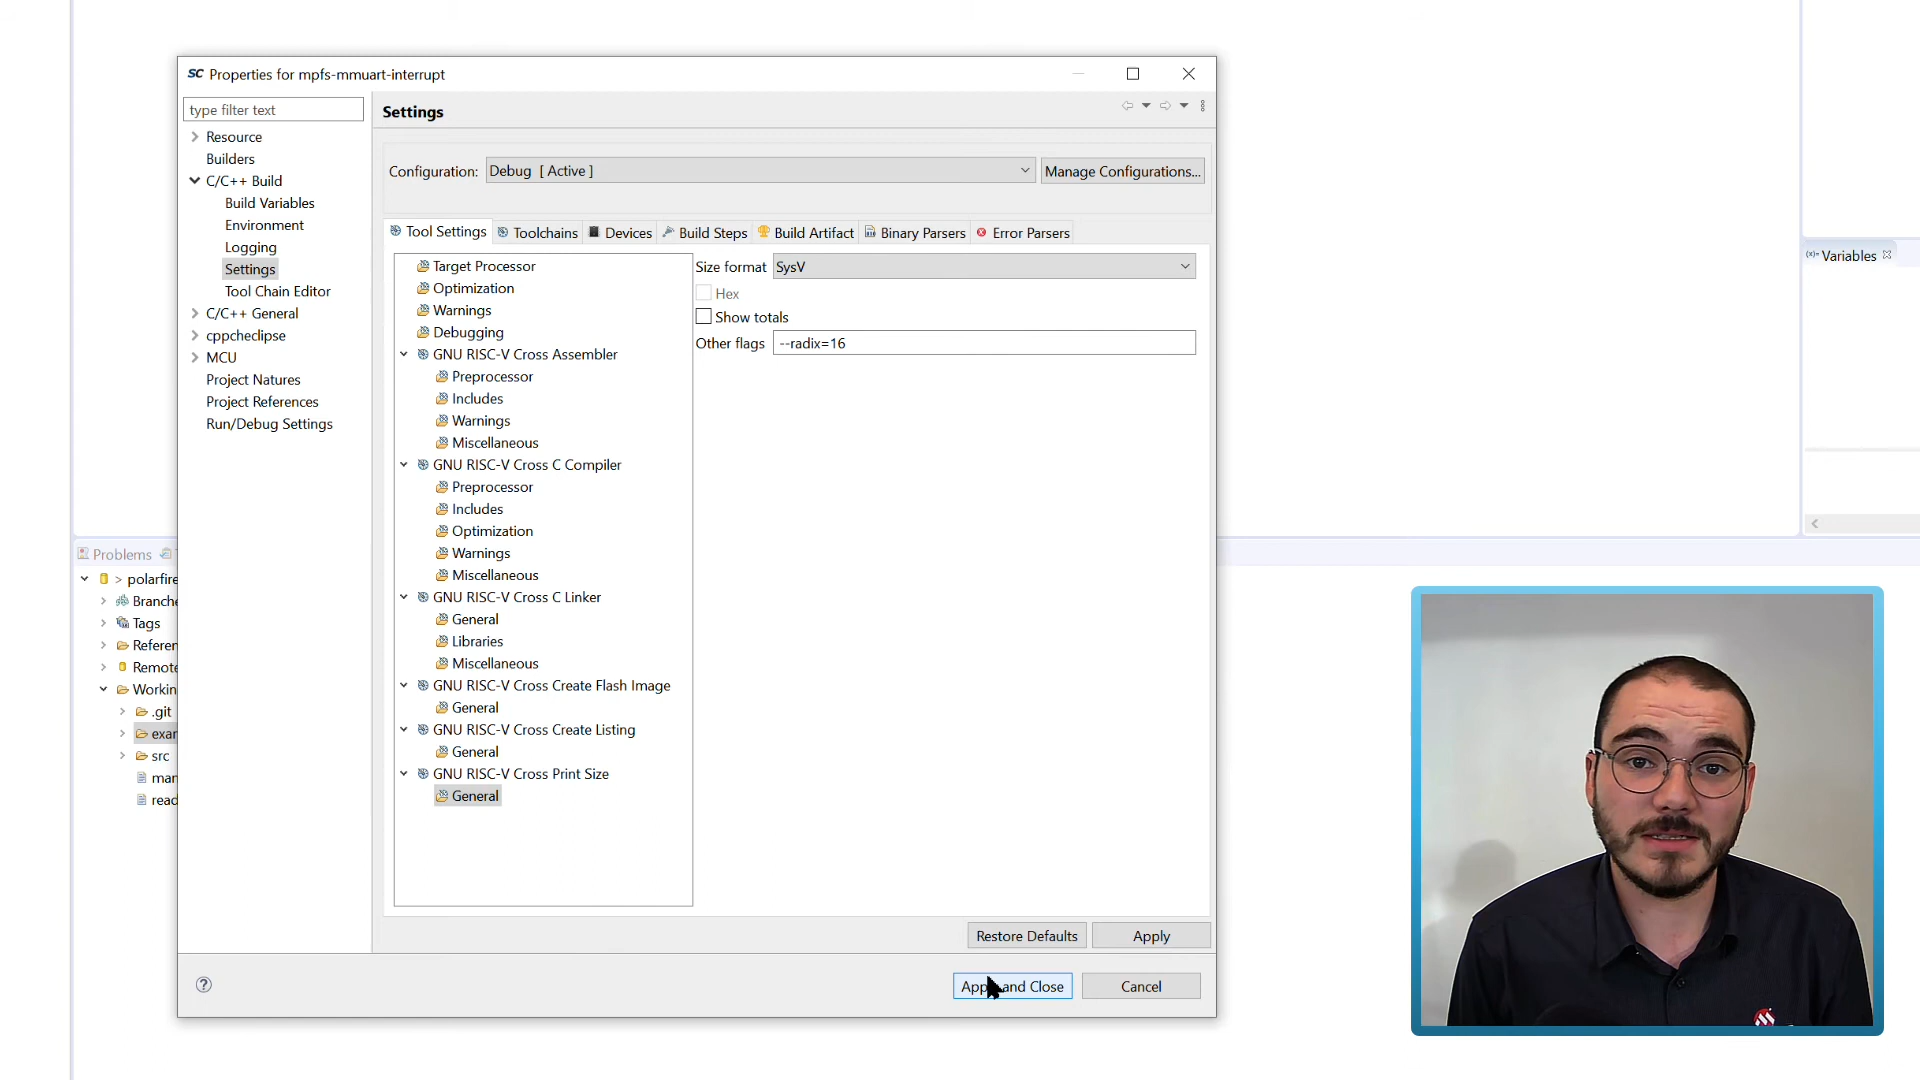 SC Properties for mpfs-mmuart-interrupt
type filter text
Resource
Builders
C/C++ Build
Build Variables
Environment
Logging
Settings
Tool Chain Editor
C/C++ General
cppcheclipse
MCU
Project Natures
Project References
Run/Debug Settings
Settings
Configuration: Debug [ Active ] Manage Configurations...
Tool Settings Toolchains Devices Build Steps Build Artifact Binary Parsers Error Parsers
Target Processor
Optimization
Warnings
Debugging
GNU RISC-V Cross Assembler
Preprocessor
Includes
Warnings
Miscellaneous
GNU RISC-V Cross C Compiler
Preprocessor
Includes
Optimization
Warnings
Miscellaneous
GNU RISC-V Cross C Linker
General
Libraries
Miscellaneous
GNU RISC-V Cross Create Flash Image
General
GNU RISC-V Cross Create Listing
General
GNU RISC-V Cross Print Size
General
Size format SysV
Hex
Show totals
Other flags --radix=16
Restore Defaults Apply
Apply and Close Cancel
(x)= Variables
Problems
> polarfire
Branche
Tags
Referen
Remote
Workin
.git
exan
src
man
read